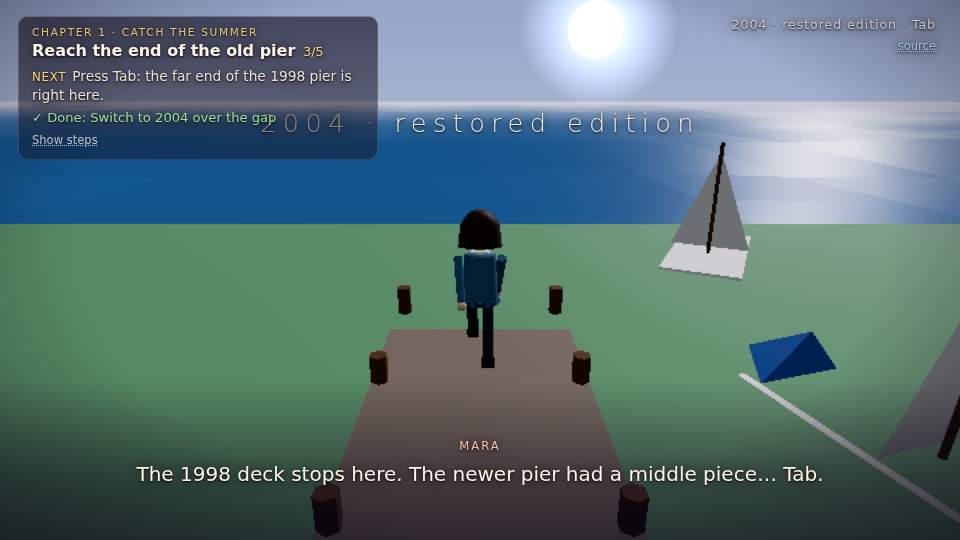 CHAPTER 1 · CATCH THE SUMMER
Reach the end of the old pier 3/5
NEXT Press Tab: the far end of the 1998 pier is
right here.
✓ Done: Switch to 2004 over the gap
Show steps
2004 · restored edition · Tab
source
2004 · restored edition
MARA
The 1998 deck stops here. The newer pier had a middle piece… Tab.